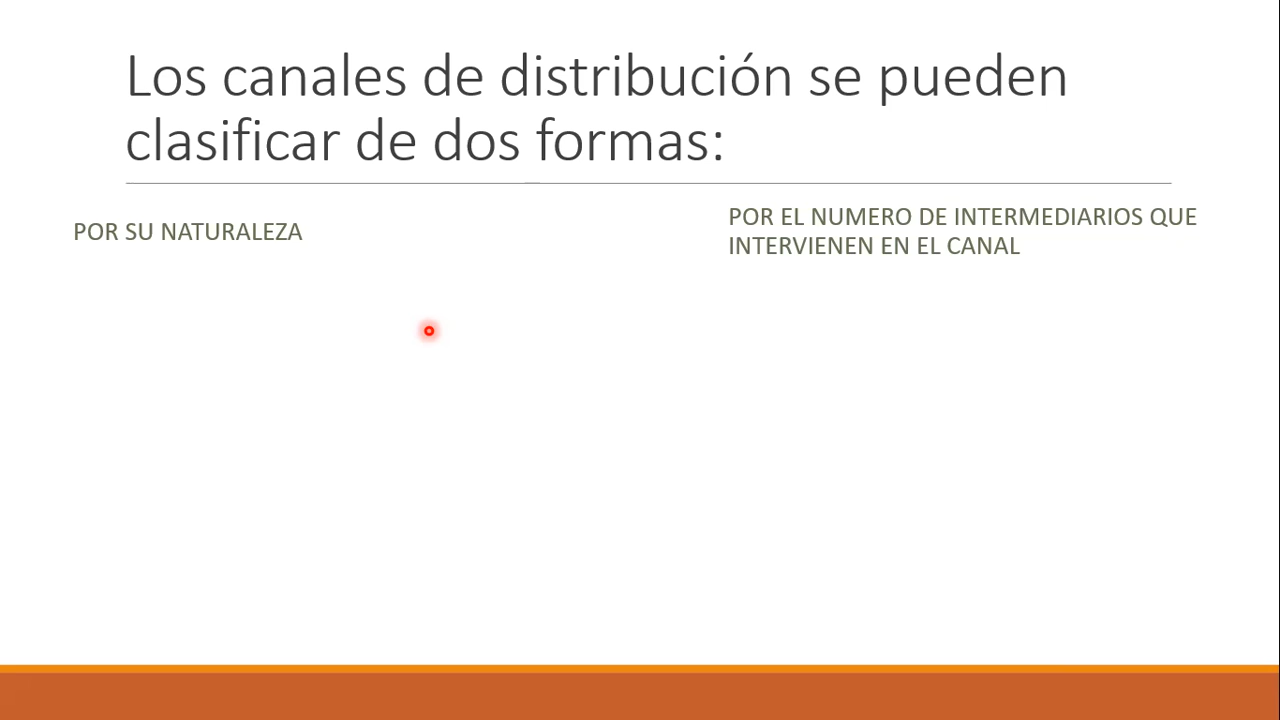 Los canales de distribución se pueden
clasificar de dos formas:
POR SU NATURALEZA
POR EL NUMERO DE INTERMEDIARIOS QUE
INTERVIENEN EN EL CANAL